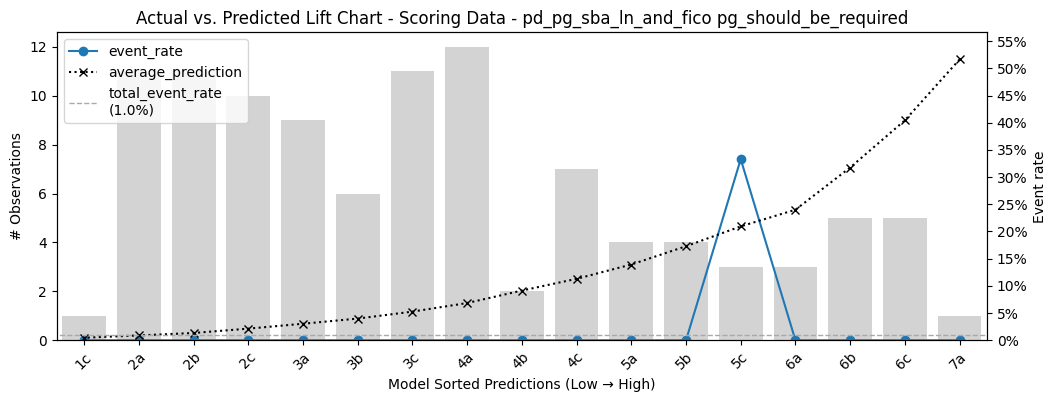 Actual vs. Predicted Lift Chart - Scoring Data - pd_pg_sba_ln_and_fico pg_should_be_required
event_rate
average_prediction
total_event_rate
(1.0%)
# Observations
12
10
8
6
4
2
0
55%
50%
45%
40%
35%
30%
25%
20%
15%
10%
5%
0%
Event rate
1c
2a
2b
2c
3a
3b
3c
4a
4b
4c
5a
5b
5c
6a
6b
6c
7a
Model Sorted Predictions (Low → High)